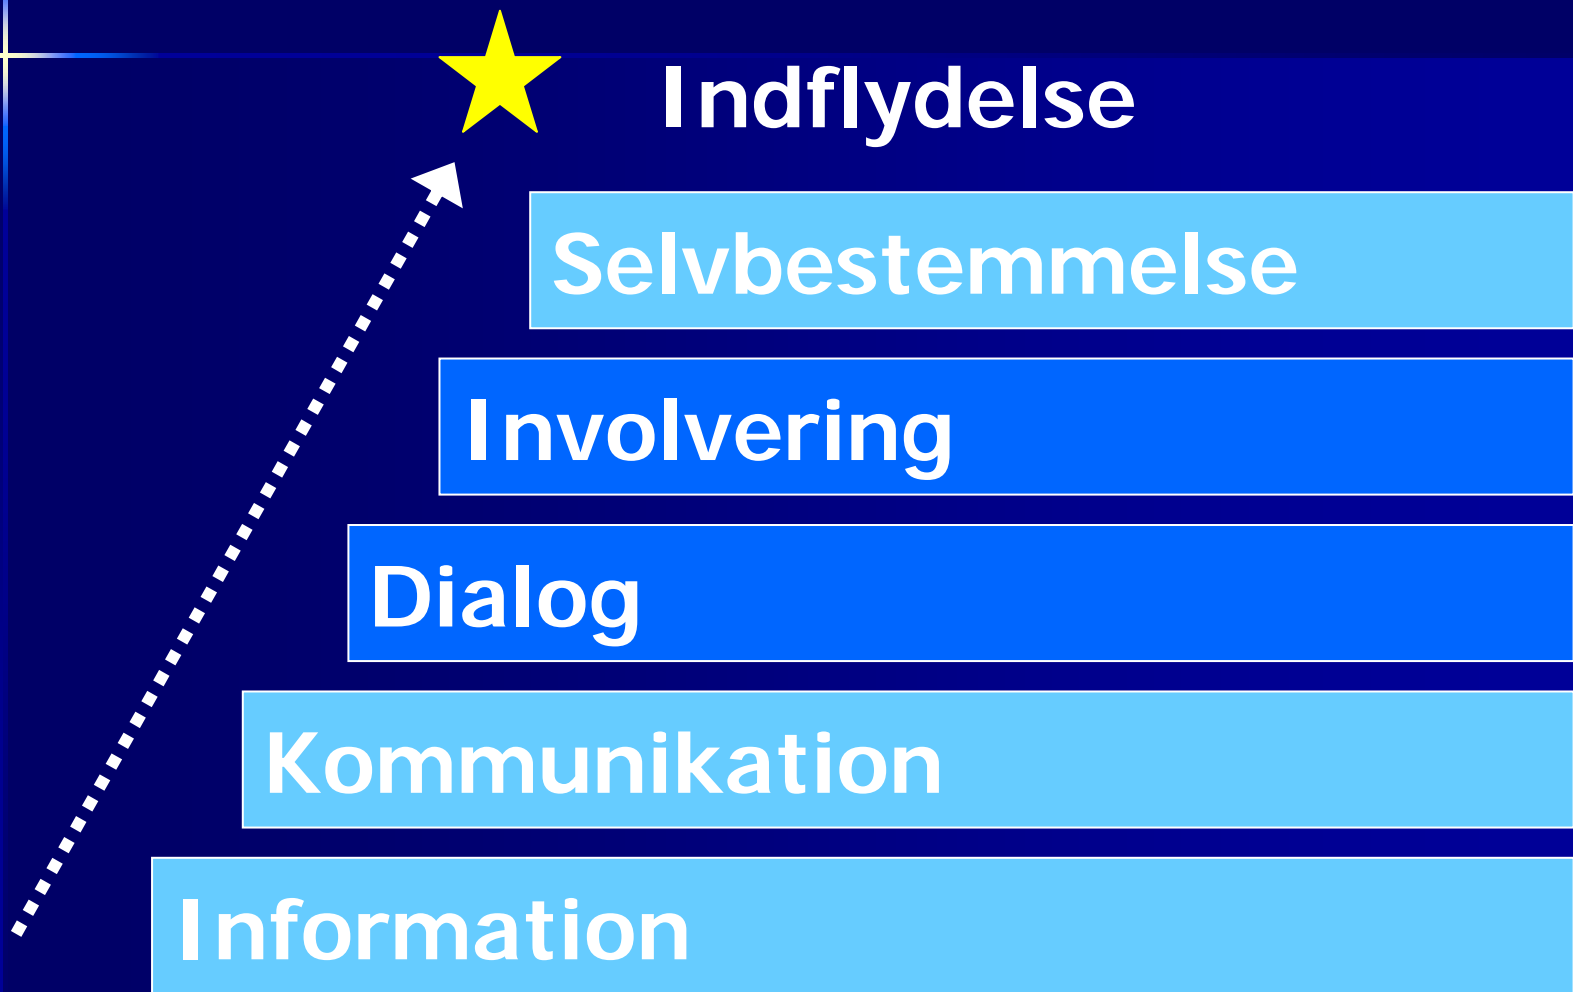 Indflydelse
Selvbestemmelse
Involvering
Dialog
Kommunikation
Information